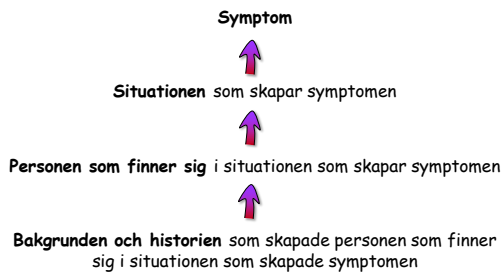 Symptom
Situationen som skapar symptomen
Personen som finner sig i situationen som skapar symptomen
Bakgrunden och historien som skapade personen som finner
sig i situationen som skapade symptomen